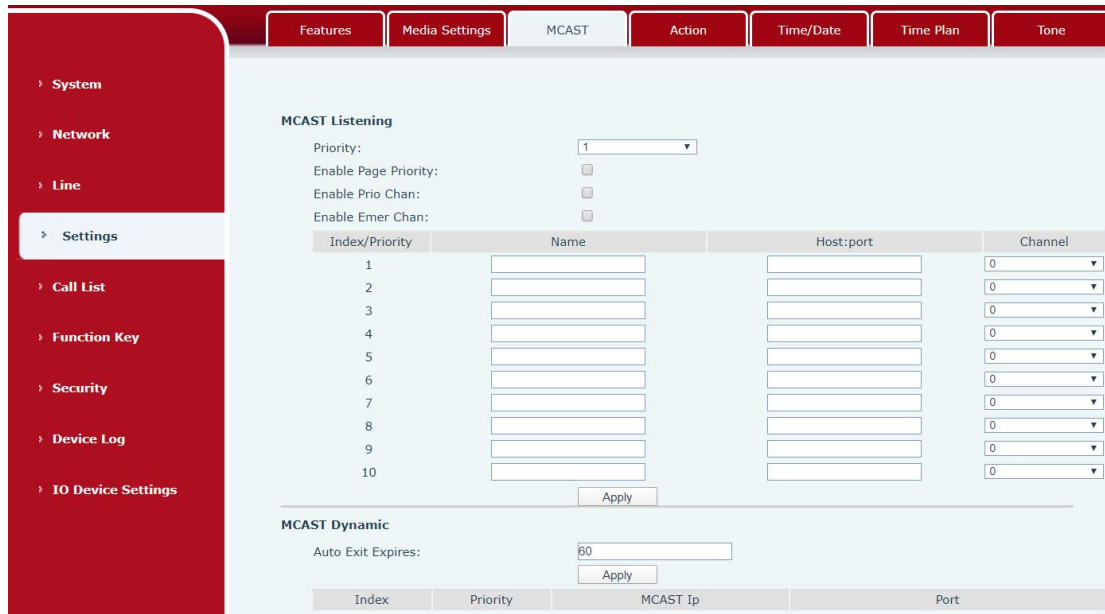 Features Media Settings MCAST Action Time/Date Time Plan Tone
System
Network
Line
Settings
Call List
Function Key
Security
Device Log
IO Device Settings
MCAST Listening
Priority: 1
Enable Page Priority:
Enable Prio Chan:
Enable Emer Chan:
Index/Priority Name Host:port Channel
1 0
2 0
3 0
4 0
5 0
6 0
7 0
8 0
9 0
10 0
Apply
MCAST Dynamic
Auto Exit Expires: 60
Apply
Index Priority MCAST Ip Port